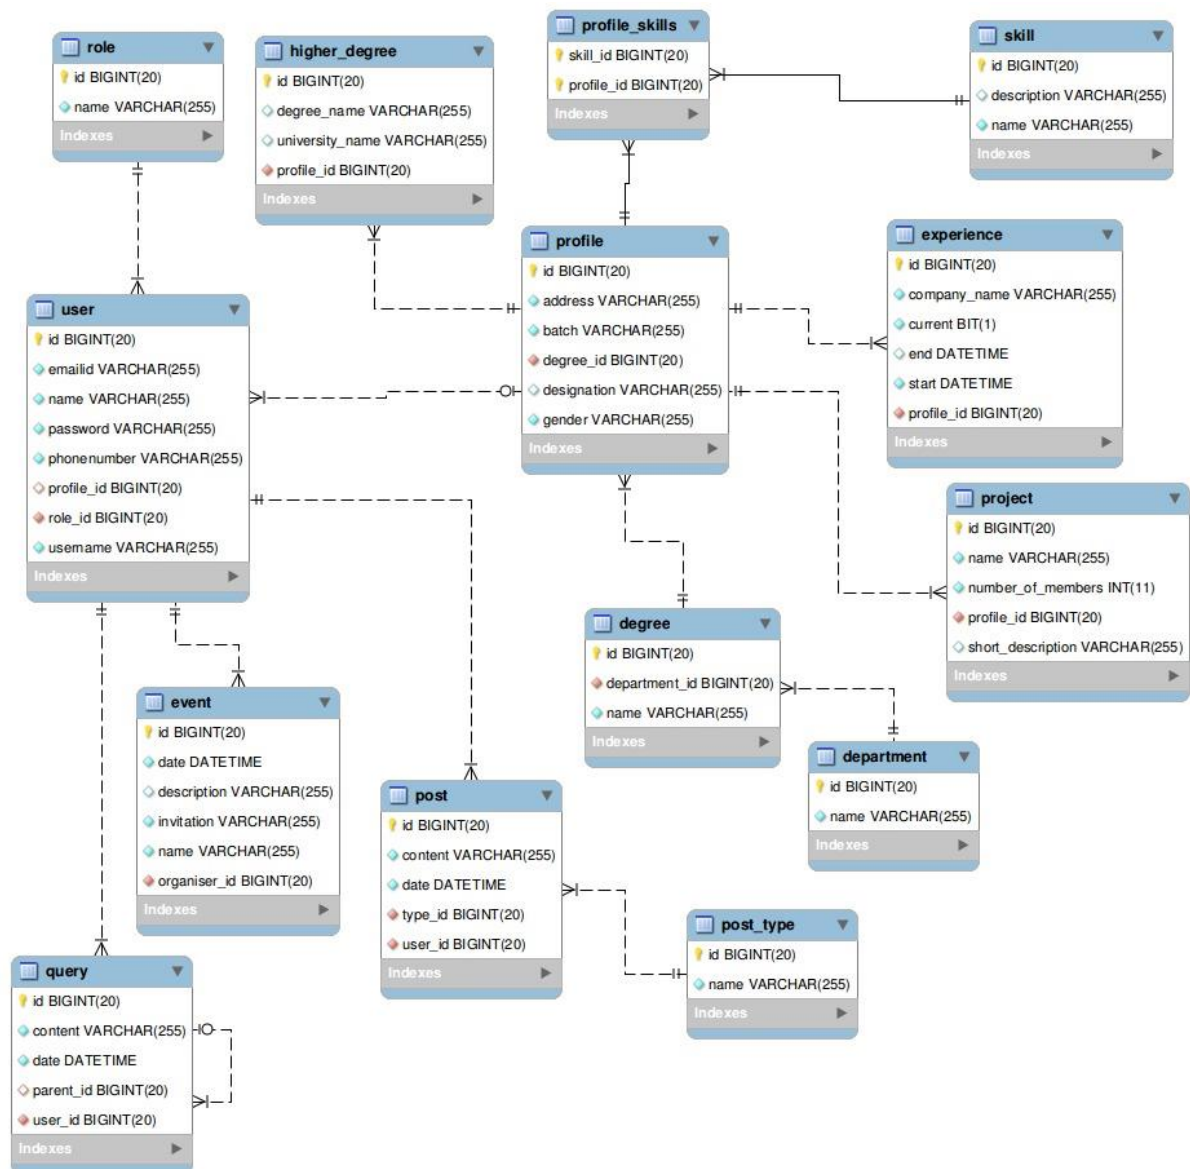 role
id BIGINT(20)
name VARCHAR(255)
Indexes
higher_degree
id BIGINT(20)
degree_name VARCHAR(255)
university_name VARCHAR(255)
profile_id BIGINT(20)
Indexes
profile_skills
skill_id BIGINT(20)
profile_id BIGINT(20)
Indexes
skill
id BIGINT(20)
description VARCHAR(255)
name VARCHAR(255)
Indexes
user
id BIGINT(20)
emailid VARCHAR(255)
name VARCHAR(255)
password VARCHAR(255)
phonenumber VARCHAR(255)
profile_id BIGINT(20)
role_id BIGINT(20)
username VARCHAR(255)
Indexes
profile
id BIGINT(20)
address VARCHAR(255)
batch VARCHAR(255)
degree_id BIGINT(20)
designation VARCHAR(255)
gender VARCHAR(255)
Indexes
experience
id BIGINT(20)
company_name VARCHAR(255)
current BIT(1)
end DATETIME
start DATETIME
profile_id BIGINT(20)
Indexes
project
id BIGINT(20)
name VARCHAR(255)
number_of_members INT(11)
profile_id BIGINT(20)
short_description VARCHAR(255)
Indexes
degree
id BIGINT(20)
department_id BIGINT(20)
name VARCHAR(255)
Indexes
department
id BIGINT(20)
name VARCHAR(255)
Indexes
event
id BIGINT(20)
date DATETIME
description VARCHAR(255)
invitation VARCHAR(255)
name VARCHAR(255)
organiser_id BIGINT(20)
Indexes
post
id BIGINT(20)
content VARCHAR(255)
date DATETIME
type_id BIGINT(20)
user_id BIGINT(20)
Indexes
post_type
id BIGINT(20)
name VARCHAR(255)
Indexes
query
id BIGINT(20)
content VARCHAR(255)
date DATETIME
parent_id BIGINT(20)
user_id BIGINT(20)
Indexes